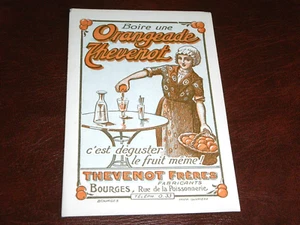 Boire une
Orangeade
Thevenot
c'est déguster
le fruit même!
THEVENOT FRÈRES
FABRICANTS
BOURGES, Rue de la Poissonnerie